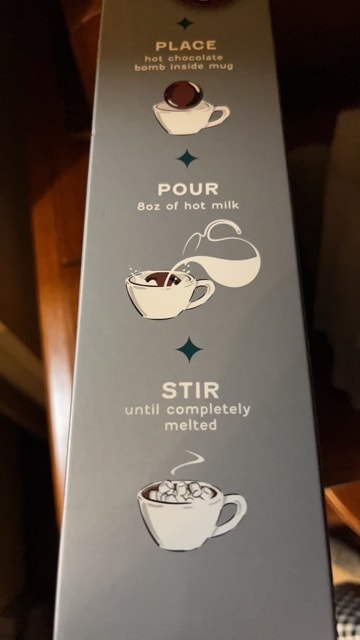 PLACE
hot chocolate
bomb inside mug
POUR
8oz of hot milk
STIR
until completely
melted